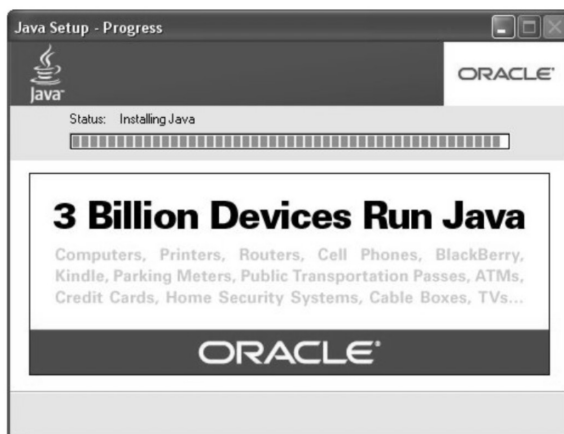 Java Setup - Progress
Java
ORACLE
Status: Installing Java
3 Billion Devices Run Java
Computers, Printers, Routers, Cell Phones, BlackBerry,
Kindle, Parking Meters, Public Transportation Passes, ATMs,
Credit Cards, Home Security Systems, Cable Boxes, TVs...
ORACLE